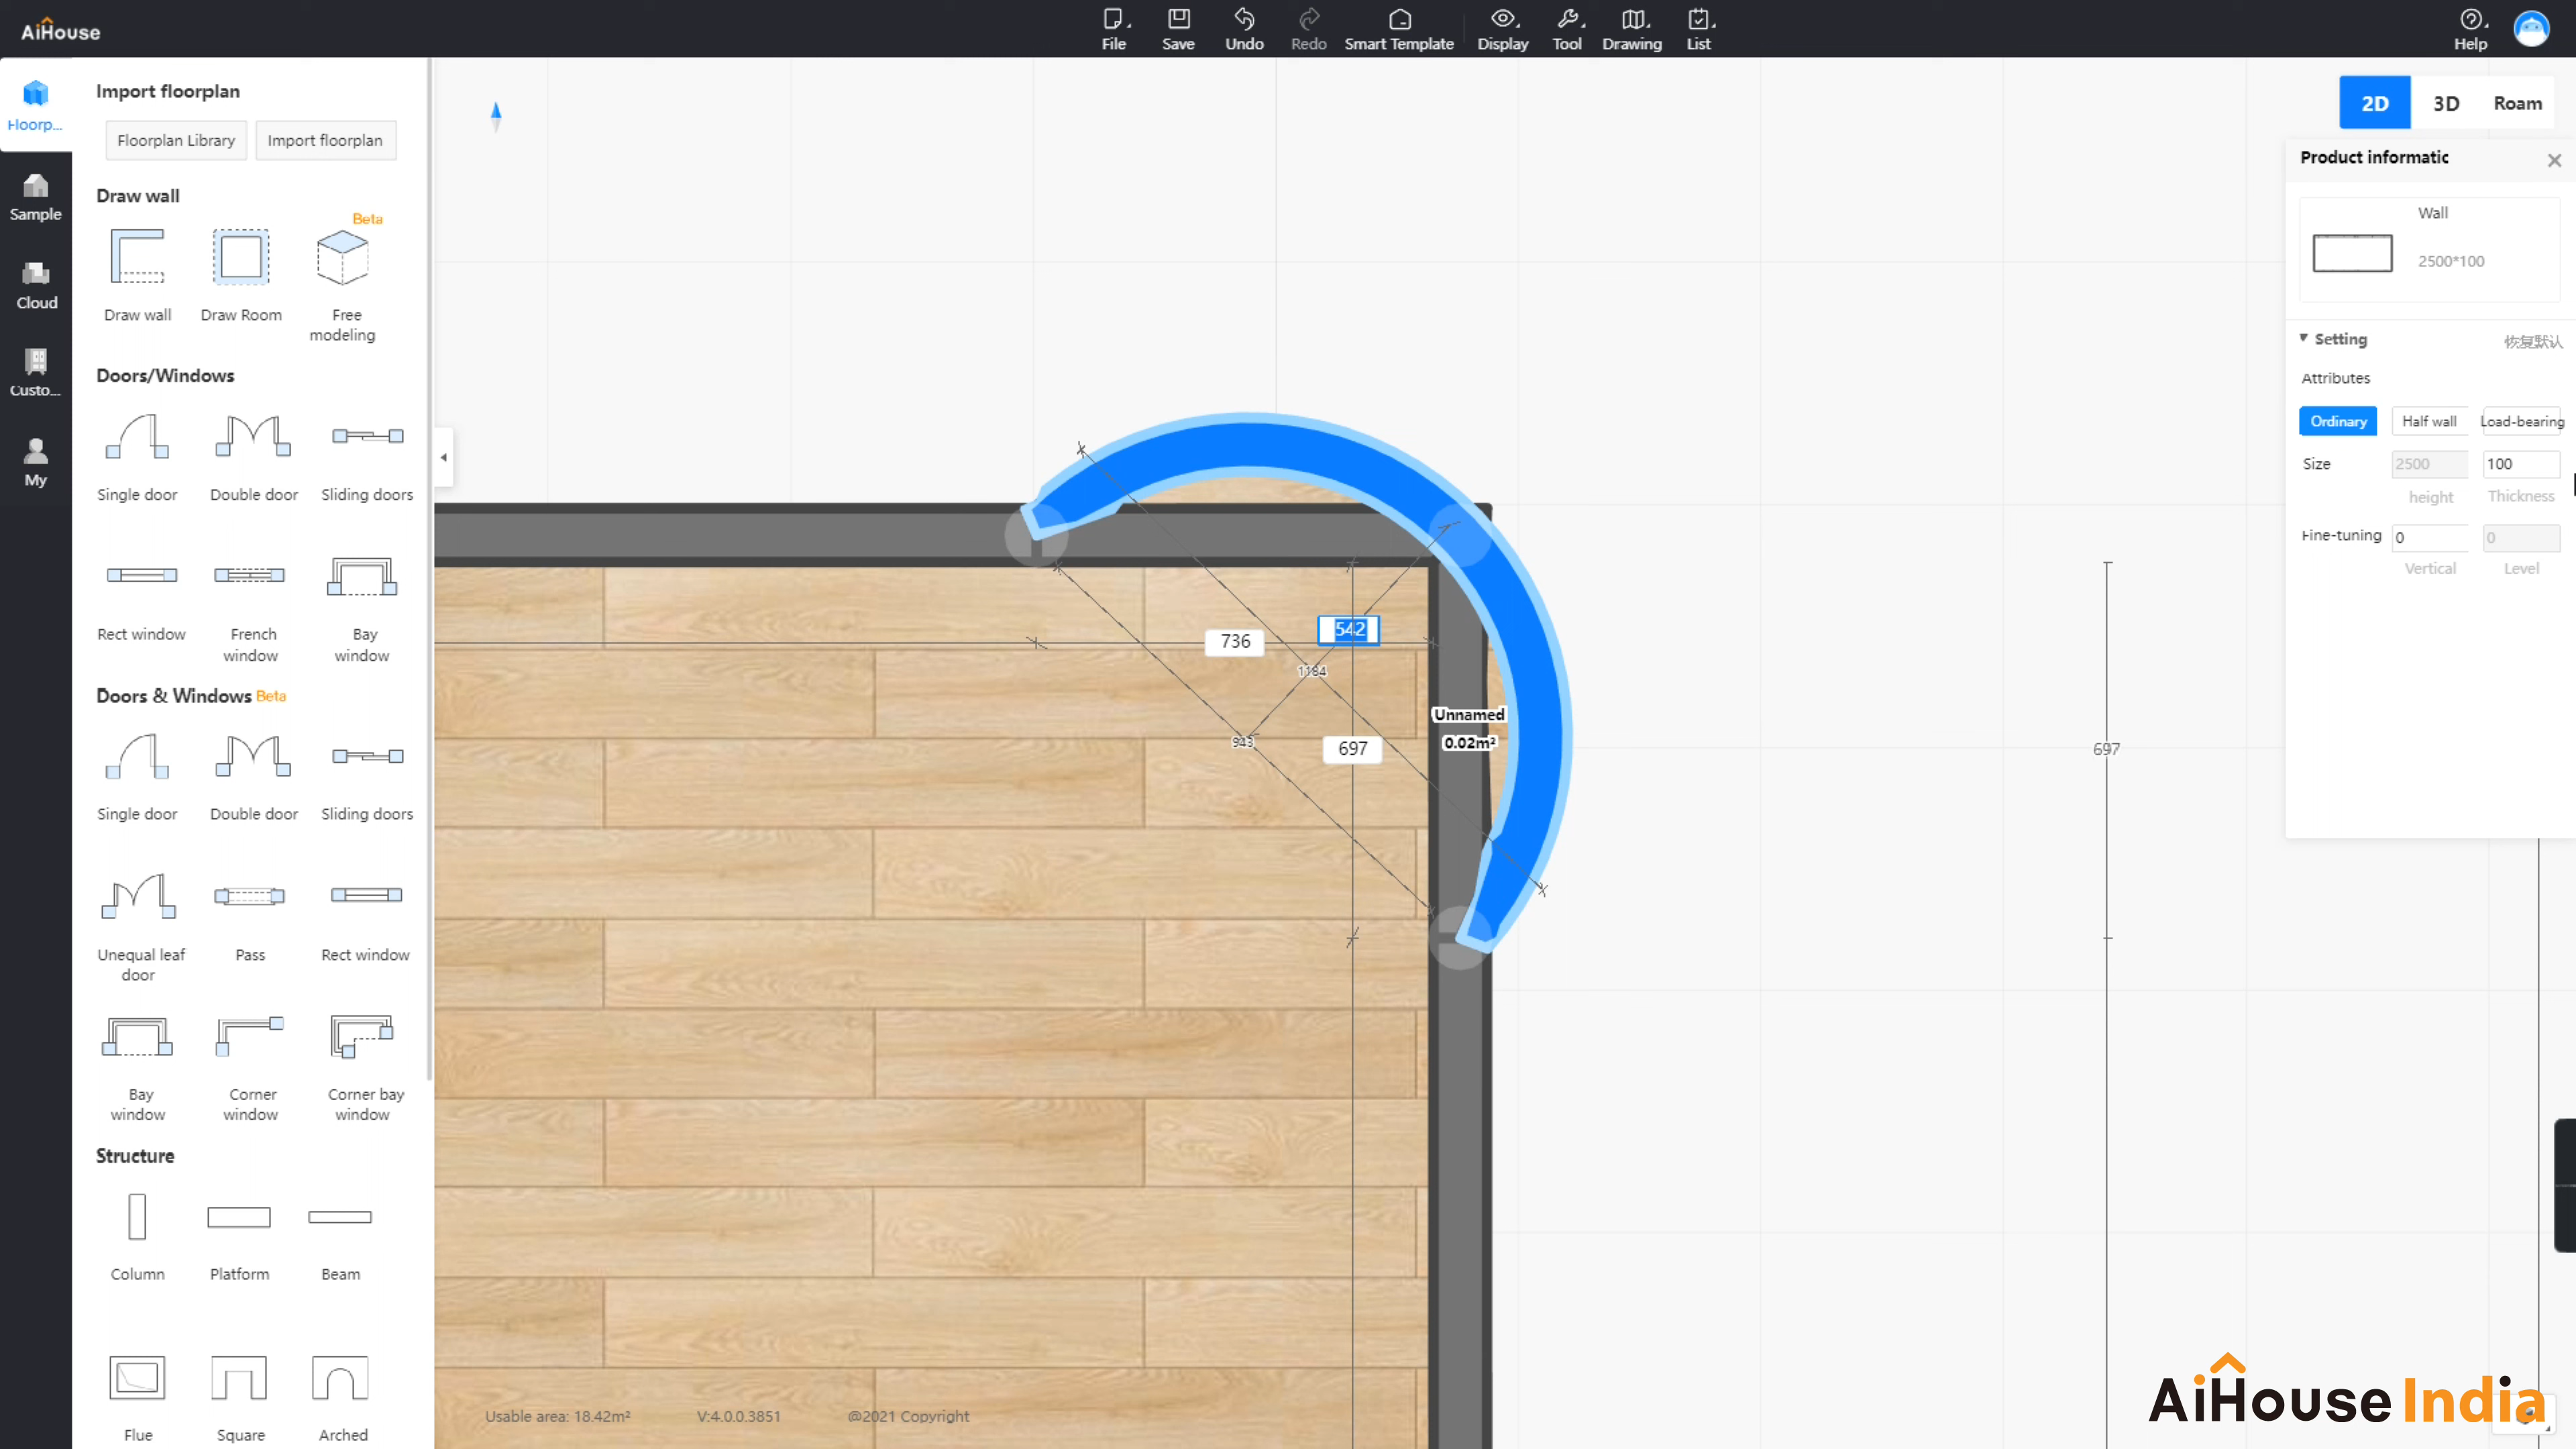 AiHouse
File
Save
Undo
Redo
Smart Template
Display
Tool
Drawing
List
Help
Floorp...
Sample
Cloud
Custo...
My
Import floorplan
Floorplan Library
Import floorplan
Draw wall
Beta
Draw wall
Draw Room
Free
modeling
Doors/Windows
Single door
Double door
Sliding doors
Rect window
French
window
Bay
window
Doors & Windows Beta
Single door
Double door
Sliding doors
Unequal leaf
door
Pass
Rect window
Bay
window
Corner
window
Corner bay
window
Structure
Column
Platform
Beam
Flue
Square
Arched
2D
3D
Roam
Product informatic
Wall
2500*100
Setting
恢复默认
Attributes
Ordinary
Half wall
Load-bearing
Size
2500
100
height
Thickness
Fine-tuning
0
0
Vertical
Level
542
736
1184
Unnamed
0.02m²
943
697
697
Usable area: 18.42m²
V:4.0.0.3851
@2021 Copyright
AiHouse India